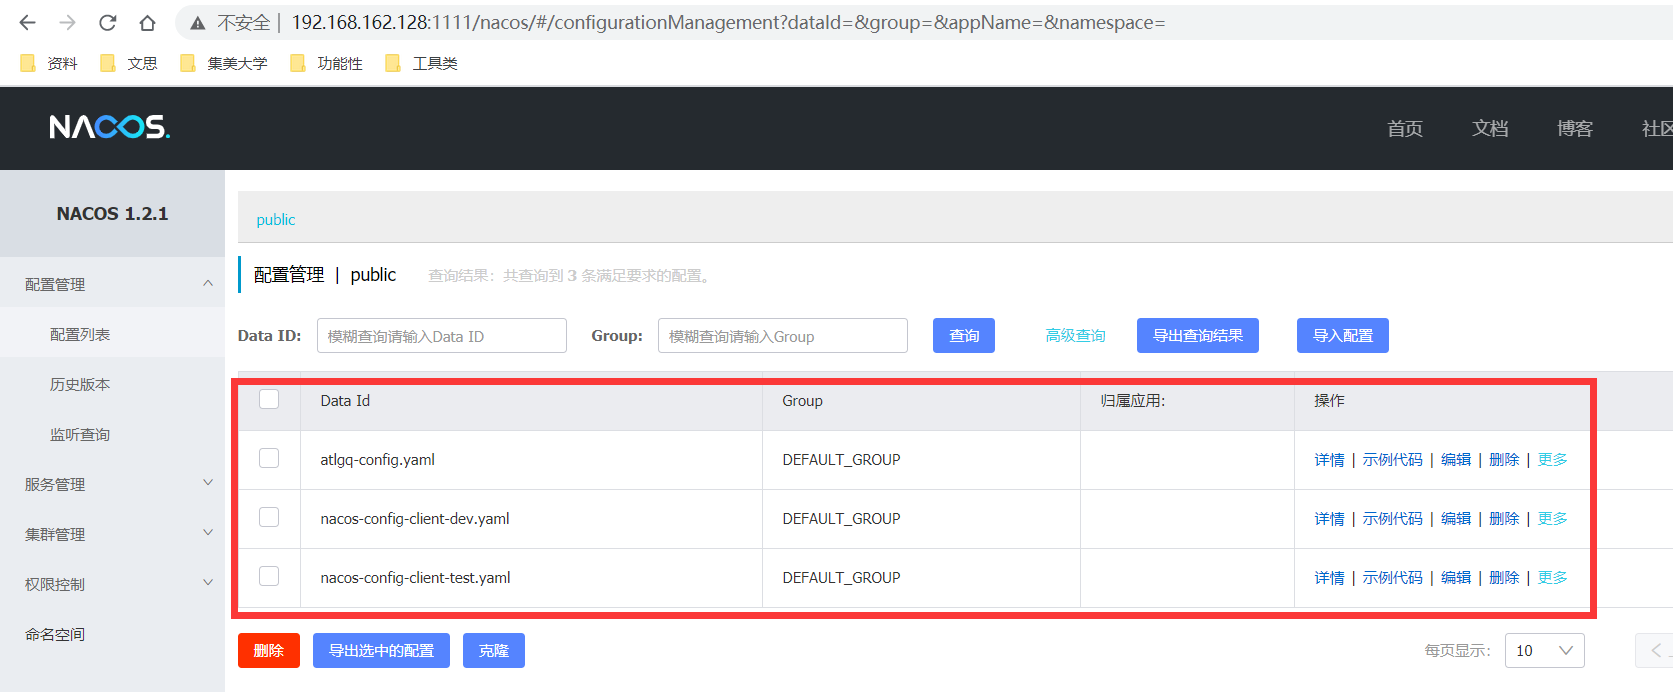 不安全 | 192.168.162.128:1111/nacos/#/configurationManagement?dataId=&group=&appName=&namespace=
资料 文思 集美大学 功能性 工具类
NACOS. 首页 文档 博客 社区
NACOS 1.2.1
配置管理
配置列表
历史版本
监听查询
服务管理
集群管理
权限控制
命名空间
public
配置管理 | public 查询结果：共查询到 3 条满足要求的配置。
Data ID: 模糊查询请输入Data ID Group: 模糊查询请输入Group 查询 高级查询 导出查询结果 导入配置
Data Id Group 归属应用: 操作
atlgq-config.yaml DEFAULT_GROUP 详情 | 示例代码 | 编辑 | 删除 | 更多
nacos-config-client-dev.yaml DEFAULT_GROUP 详情 | 示例代码 | 编辑 | 删除 | 更多
nacos-config-client-test.yaml DEFAULT_GROUP 详情 | 示例代码 | 编辑 | 删除 | 更多
删除 导出选中的配置 克隆 每页显示: 10